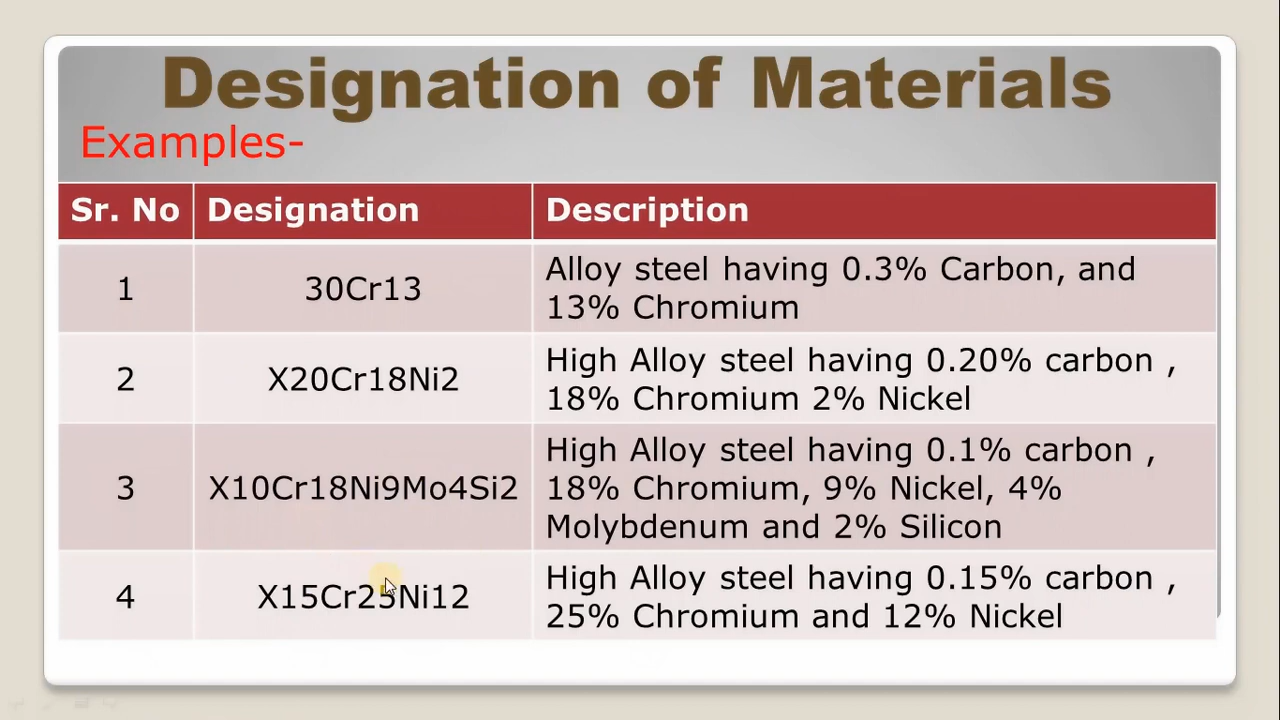 Designation of Materials
Examples-
Sr. No Designation Description
1 30Cr13 Alloy steel having 0.3% Carbon, and
13% Chromium
2 X20Cr18Ni2 High Alloy steel having 0.20% carbon ,
18% Chromium 2% Nickel
3 X10Cr18Ni9Mo4Si2 High Alloy steel having 0.1% carbon ,
18% Chromium, 9% Nickel, 4%
Molybdenum and 2% Silicon
4 X15Cr25Ni12 High Alloy steel having 0.15% carbon ,
25% Chromium and 12% Nickel